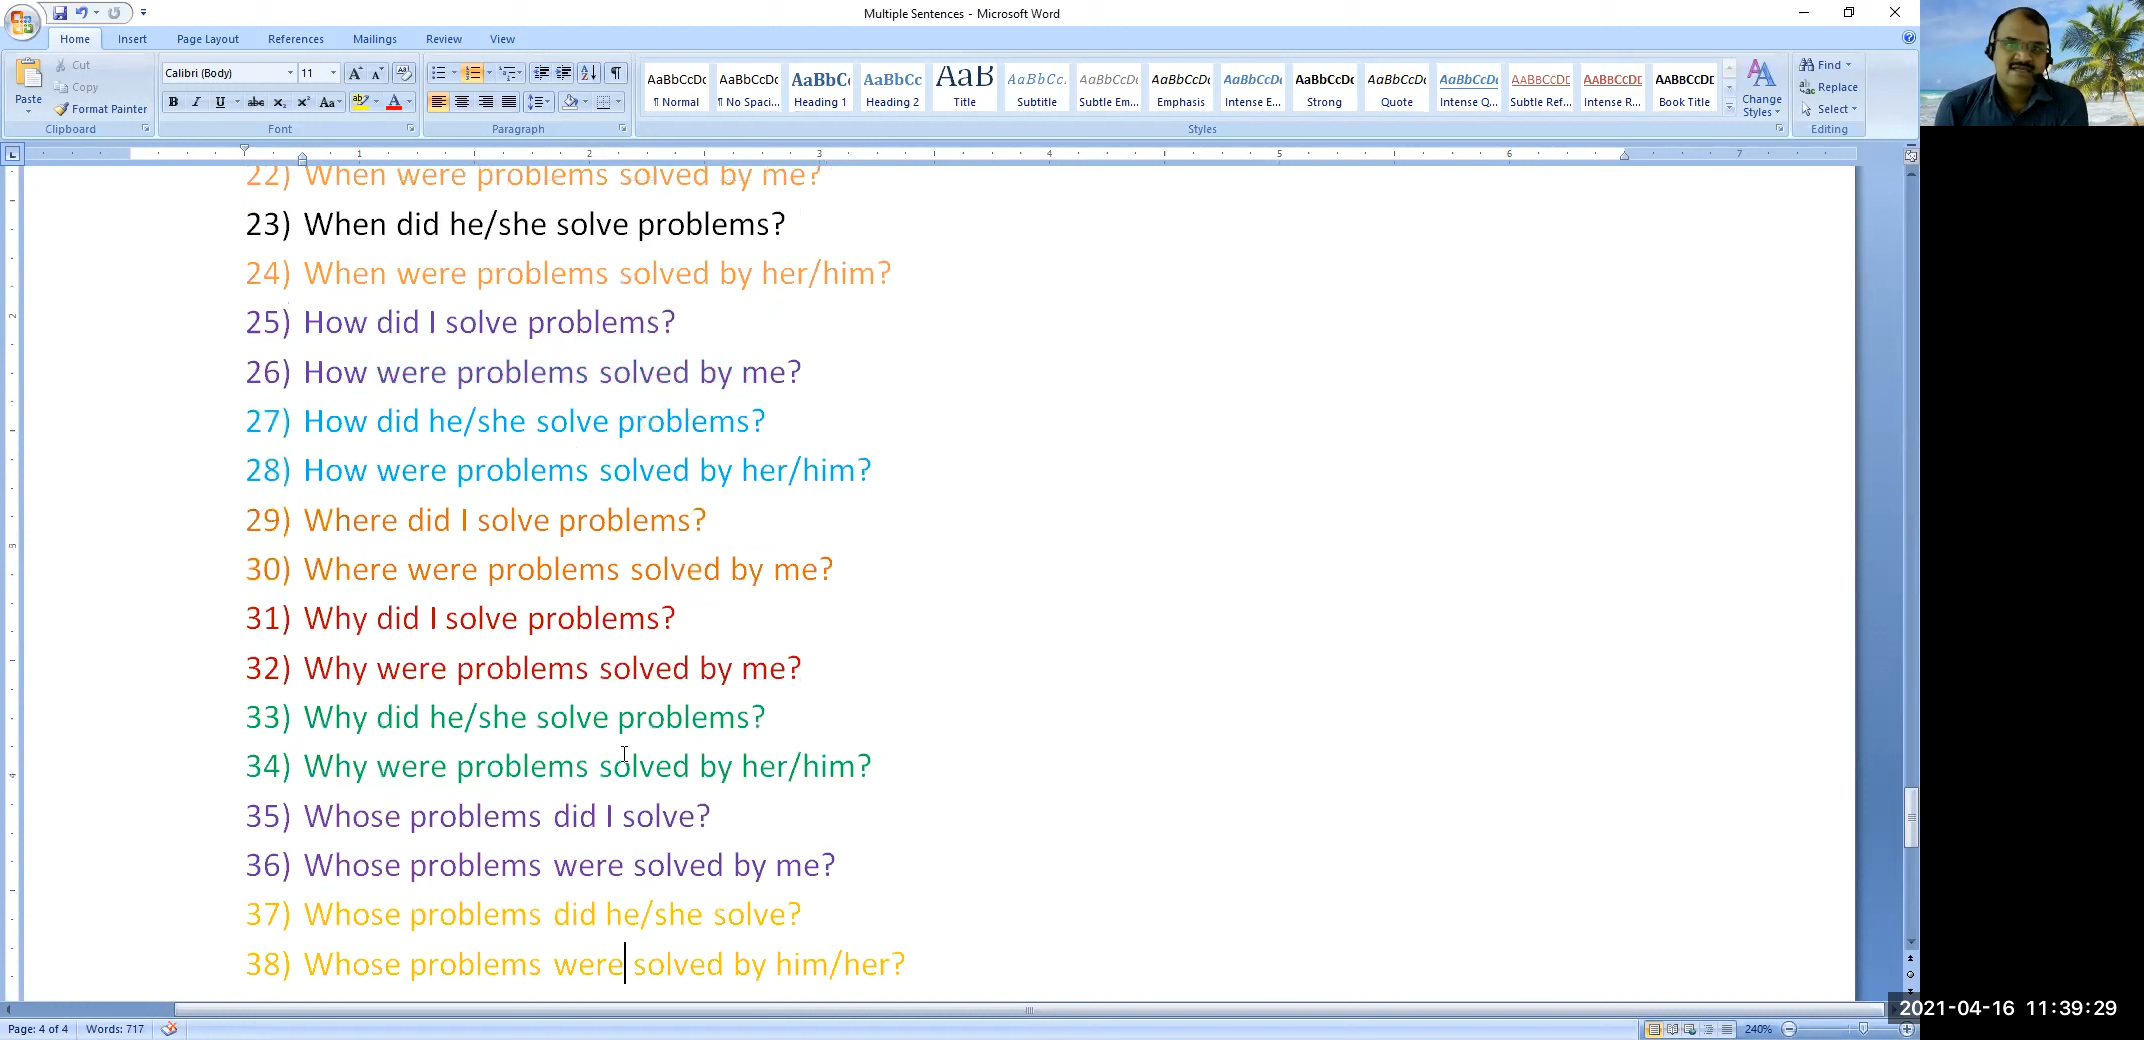 Multiple Sentences - Microsoft Word
Home Insert Page Layout References Mailings Review View
Cut
Copy
Format Painter
Paste
Clipboard
Calibri (Body) 11
Font
Paragraph
AaBbCcDc AaBbCcDc AaBbC AaBbCc AaB AaBbCc. AaBbCcDc AaBbCcDc AaBbCcDc AaBbCcDc AaBbCcDc AaBbCcDc AABBCCDE AABBCCDE AABBCCDE
¶ Normal ¶ No Spaci... Heading 1 Heading 2 Title Subtitle Subtle Em... Emphasis Intense E... Strong Quote Intense Q... Subtle Ref... Intense R... Book Title
Change Styles
Styles
Find
Replace
Select
Editing
1 2 3 4 5 6 7
22) When were problems solved by me?
23) When did he/she solve problems?
24) When were problems solved by her/him?
25) How did I solve problems?
26) How were problems solved by me?
27) How did he/she solve problems?
28) How were problems solved by her/him?
29) Where did I solve problems?
30) Where were problems solved by me?
31) Why did I solve problems?
32) Why were problems solved by me?
33) Why did he/she solve problems?
34) Why were problems solved by her/him?
35) Whose problems did I solve?
36) Whose problems were solved by me?
37) Whose problems did he/she solve?
38) Whose problems were solved by him/her?
2021-04-16 11:39:29
Page: 4 of 4 Words: 717
240%